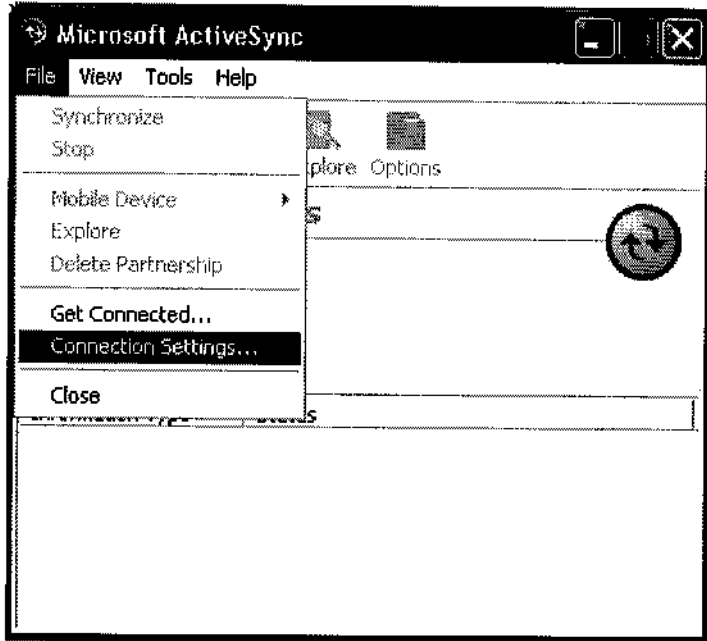 Microsoft ActiveSync
File View Tools Help
Synchronize
Stop
plore Options
Mobile Device
Explore
Delete Partnership
Get Connected...
Connection Settings...
Close